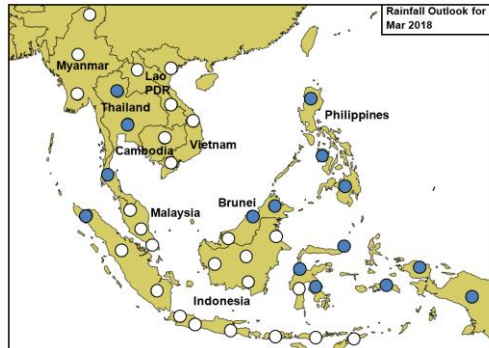 Rainfall Outlook for
Mar 2018
Myanmar
Lao
PDR
Thailand
Philippines
Vietnam
Cambodia
Brunei
Malaysia
Indonesia